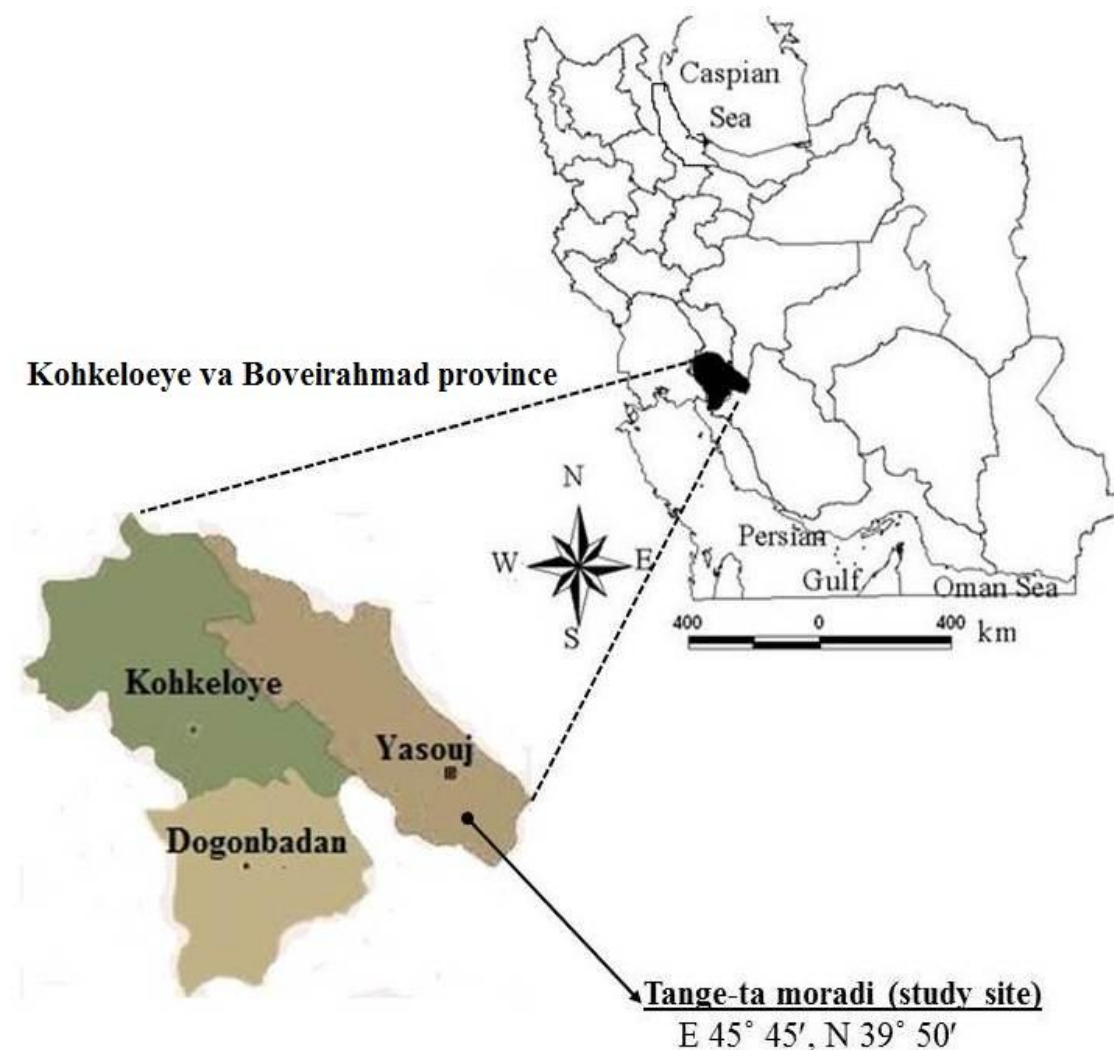 Caspian
Sea
Kohkeloeye va Boveirahmad province
N
W
E
S
Persian
Gulf
Oman Sea
400 0 400 km
Kohkeloye
Yasouj
Dogonbadan
Tange-ta moradi (study site)
E 45˚ 45′, N 39˚ 50′